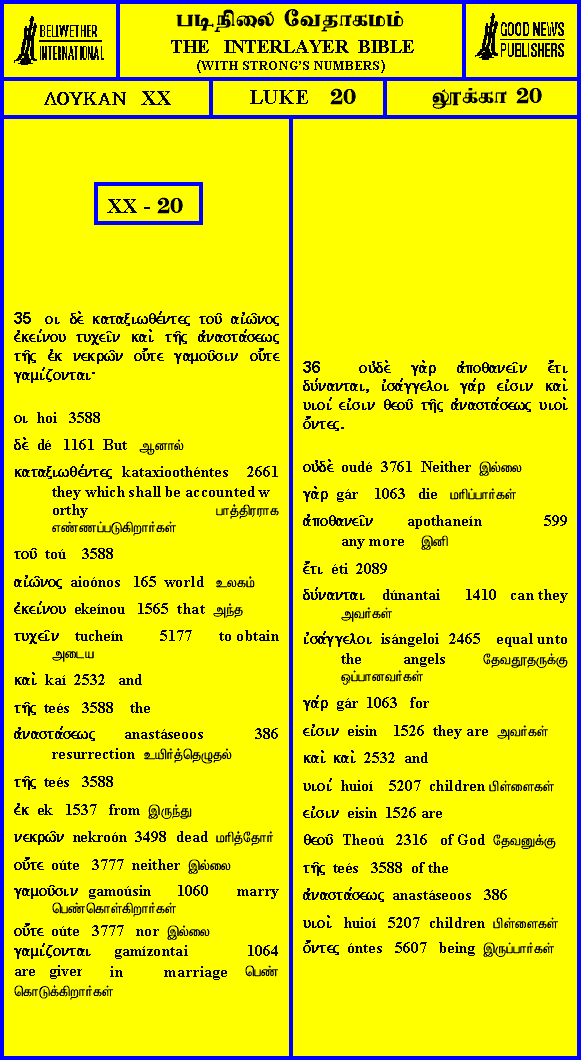 BELLWETHER
INTERNATIONAL
படிநிலை வேதாகமம்
THE INTERLAYER BIBLE
(WITH STRONG'S NUMBERS)
GOOD NEWS
PUBLISHERS
ΛΟΥΚΑΝ XX
LUKE 20
லூக்கா 20
XX - 20
35 οι δὲ καταξιωθέντες τοῦ αἰῶνος
ἐκείνου τυχεῖν καὶ τῆς ἀναστάσεως
τῆς ἐκ νεκρῶν οὔτε γαμοῦσιν οὔτε
γαμίζονται·
οι hoi 3588
δὲ dé 1161 But ஆனால்
καταξιωθέντες kataxioothéntes 2661
they which shall be accounted w
orthy பாத்திரராக
எண்ணப்படுகிறார்கள்
τοῦ toú 3588
αἰῶνος aioónos 165 world உலகம்
ἐκείνου ekeínou 1565 that அந்த
τυχεῖν tucheín 5177 to obtain
அடைய
καὶ kaí 2532 and
τῆς teés 3588 the
ἀναστάσεως anastáseoos 386
resurrection உயிர்த்தெழுதல்
τῆς teés 3588
ἐκ ek 1537 from இருந்து
νεκρῶν nekroón 3498 dead மரித்தோர்
οὔτε oúte 3777 neither இல்லை
γαμοῦσιν gamoúsin 1060 marry
பெண்கொள்கிறார்கள்
οὔτε oúte 3777 nor இல்லை
γαμίζονται gamízontai 1064
are giver in marriage பெண்
கொடுக்கிறார்கள்
36 οὐδὲ γὰρ ἀποθανεῖν ἔτι
δύνανται, ἰσάγγελοι γάρ εἰσιν καὶ
υιοί εἰσιν θεοῦ τῆς ἀναστάσεως υιοὶ
ὄντες.
οὐδὲ oudé 3761 Neither இல்லை
γὰρ gár 1063 die மரிப்பார்கள்
ἀποθανεῖν apothaneín 599
any more இனி
ἔτι éti 2089
δύνανται dúnantai 1410 can they
அவர்கள்
ἰσάγγελοι isángeloi 2465 equal unto
the angels தேவதூதருக்கு
ஒப்பானவர்கள்
γάρ gár 1063 for
εἰσιν eisin 1526 they are அவர்கள்
καὶ καὶ 2532 and
υιοί huioí 5207 children பிள்ளைகள்
εἰσιν eisin 1526 are
θεοῦ Theoú 2316 of God தேவனுக்கு
τῆς teés 3588 of the
ἀναστάσεως anastáseoos 386
υιοὶ huioí 5207 children பிள்ளைகள்
ὄντες óntes 5607 being இருப்பார்கள்